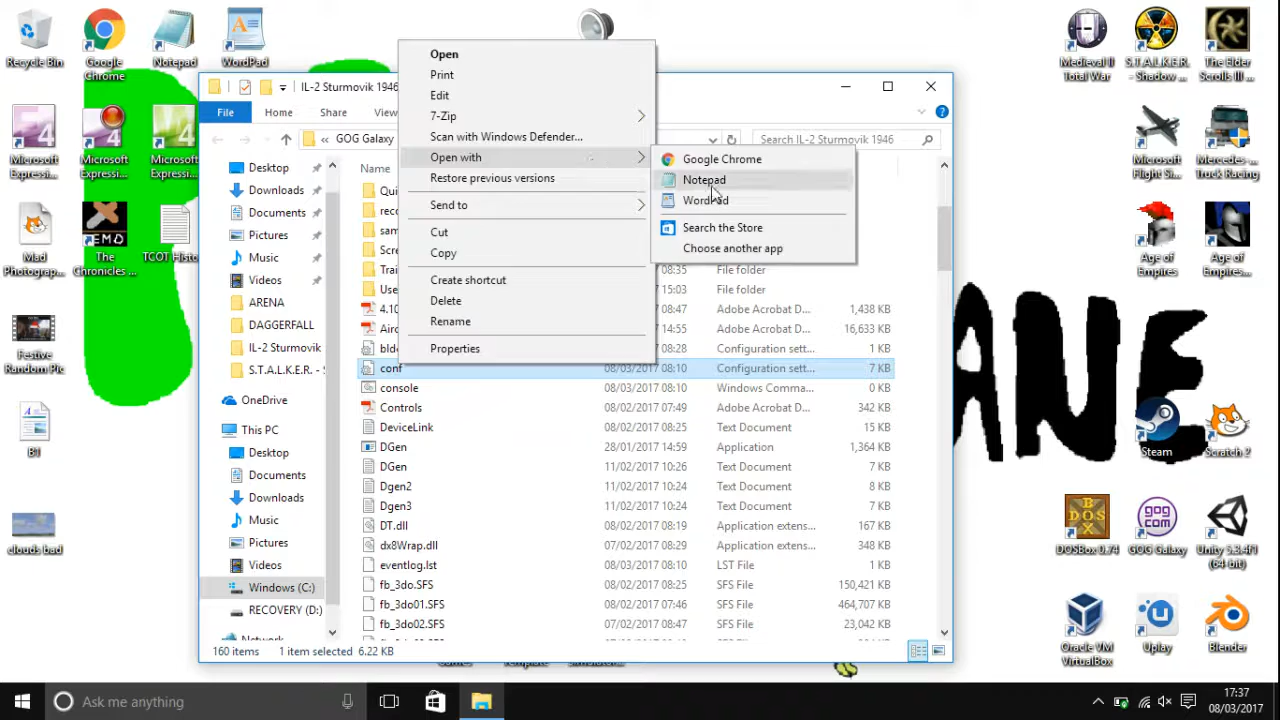 Recycle Bin
Google
Chrome
Notepad
WordPad
Medieval II
Total War
S.T.A.L.K.E.R.
- Shadow ...
The Elder
Scrolls III ...
Microsoft
Expressi...
Microsoft
Expressi...
Microsoft
Expressi...
Microsoft
Flight Si...
Mercedes-...
Truck Racing
Mad
Photograp...
DEMO
The
Chronicles ...
TCOT Histo
Age of
Empires
Age of
Empires
Festive
Random Pic
B1
clouds bad
Steam
Scratch 2
DOS
BOX
GOG
COM
DOSBox 0.74
GOG Galaxy
Unity 5.3.4f1
(64-bit)
Oracle VM
VirtualBox
Uplay
Blender
ANE
IL-2 Sturmovik 1946
File
Home
Share
View
« GOG Galaxy
Search IL-2 Sturmovik 1946
Desktop
Downloads
Documents
Pictures
Music
Videos
ARENA
DAGGERFALL
IL-2 Sturmovik
S.T.A.L.K.E.R. - S
OneDrive
This PC
Desktop
Documents
Downloads
Music
Pictures
Videos
Windows (C:)
RECOVERY (D:)
Network
Open
Print
Edit
7-Zip
Scan with Windows Defender...
Open with
Restore previous versions
Send to
Cut
Copy
Create shortcut
Delete
Rename
Properties
Google Chrome
Notepad
WordPad
Search the Store
Choose another app
Name
Qui
reco
sam
Scre
Trai 08:35 File folder
Use 15:03 File folder
4.10 08:47 Adobe Acrobat D... 1,438 KB
Airc 14:55 Adobe Acrobat D... 16,633 KB
bld 08:28 Configuration sett... 1 KB
conf 08/03/2017 08:10 Configuration sett... 7 KB
console 08/03/2017 08:10 Windows Comma... 0 KB
Controls 08/02/2017 07:49 Adobe Acrobat D... 342 KB
DeviceLink 08/02/2017 08:25 Text Document 15 KB
DGen 28/01/2017 14:59 Application 1,364 KB
DGen 11/02/2017 10:26 Text Document 7 KB
Dgen2 11/02/2017 10:26 Text Document 8 KB
Dgen3 11/02/2017 10:26 Text Document 7 KB
DT.dll 08/02/2017 08:19 Application extens... 167 KB
dx8Wrap.dll 07/02/2017 08:29 Application extens... 348 KB
eventlog.lst 08/02/2017 08:29 LST File 1 KB
fb_3do.SFS 08/02/2017 08:25 SFS File 150,421 KB
fb_3do01.SFS 08/02/2017 07:46 SFS File 464,707 KB
fb_3do02.SFS 07/02/2017 08:47 SFS File 23,042 KB
160 items 1 item selected 6.22 KB
Ask me anything
17:37
08/03/2017